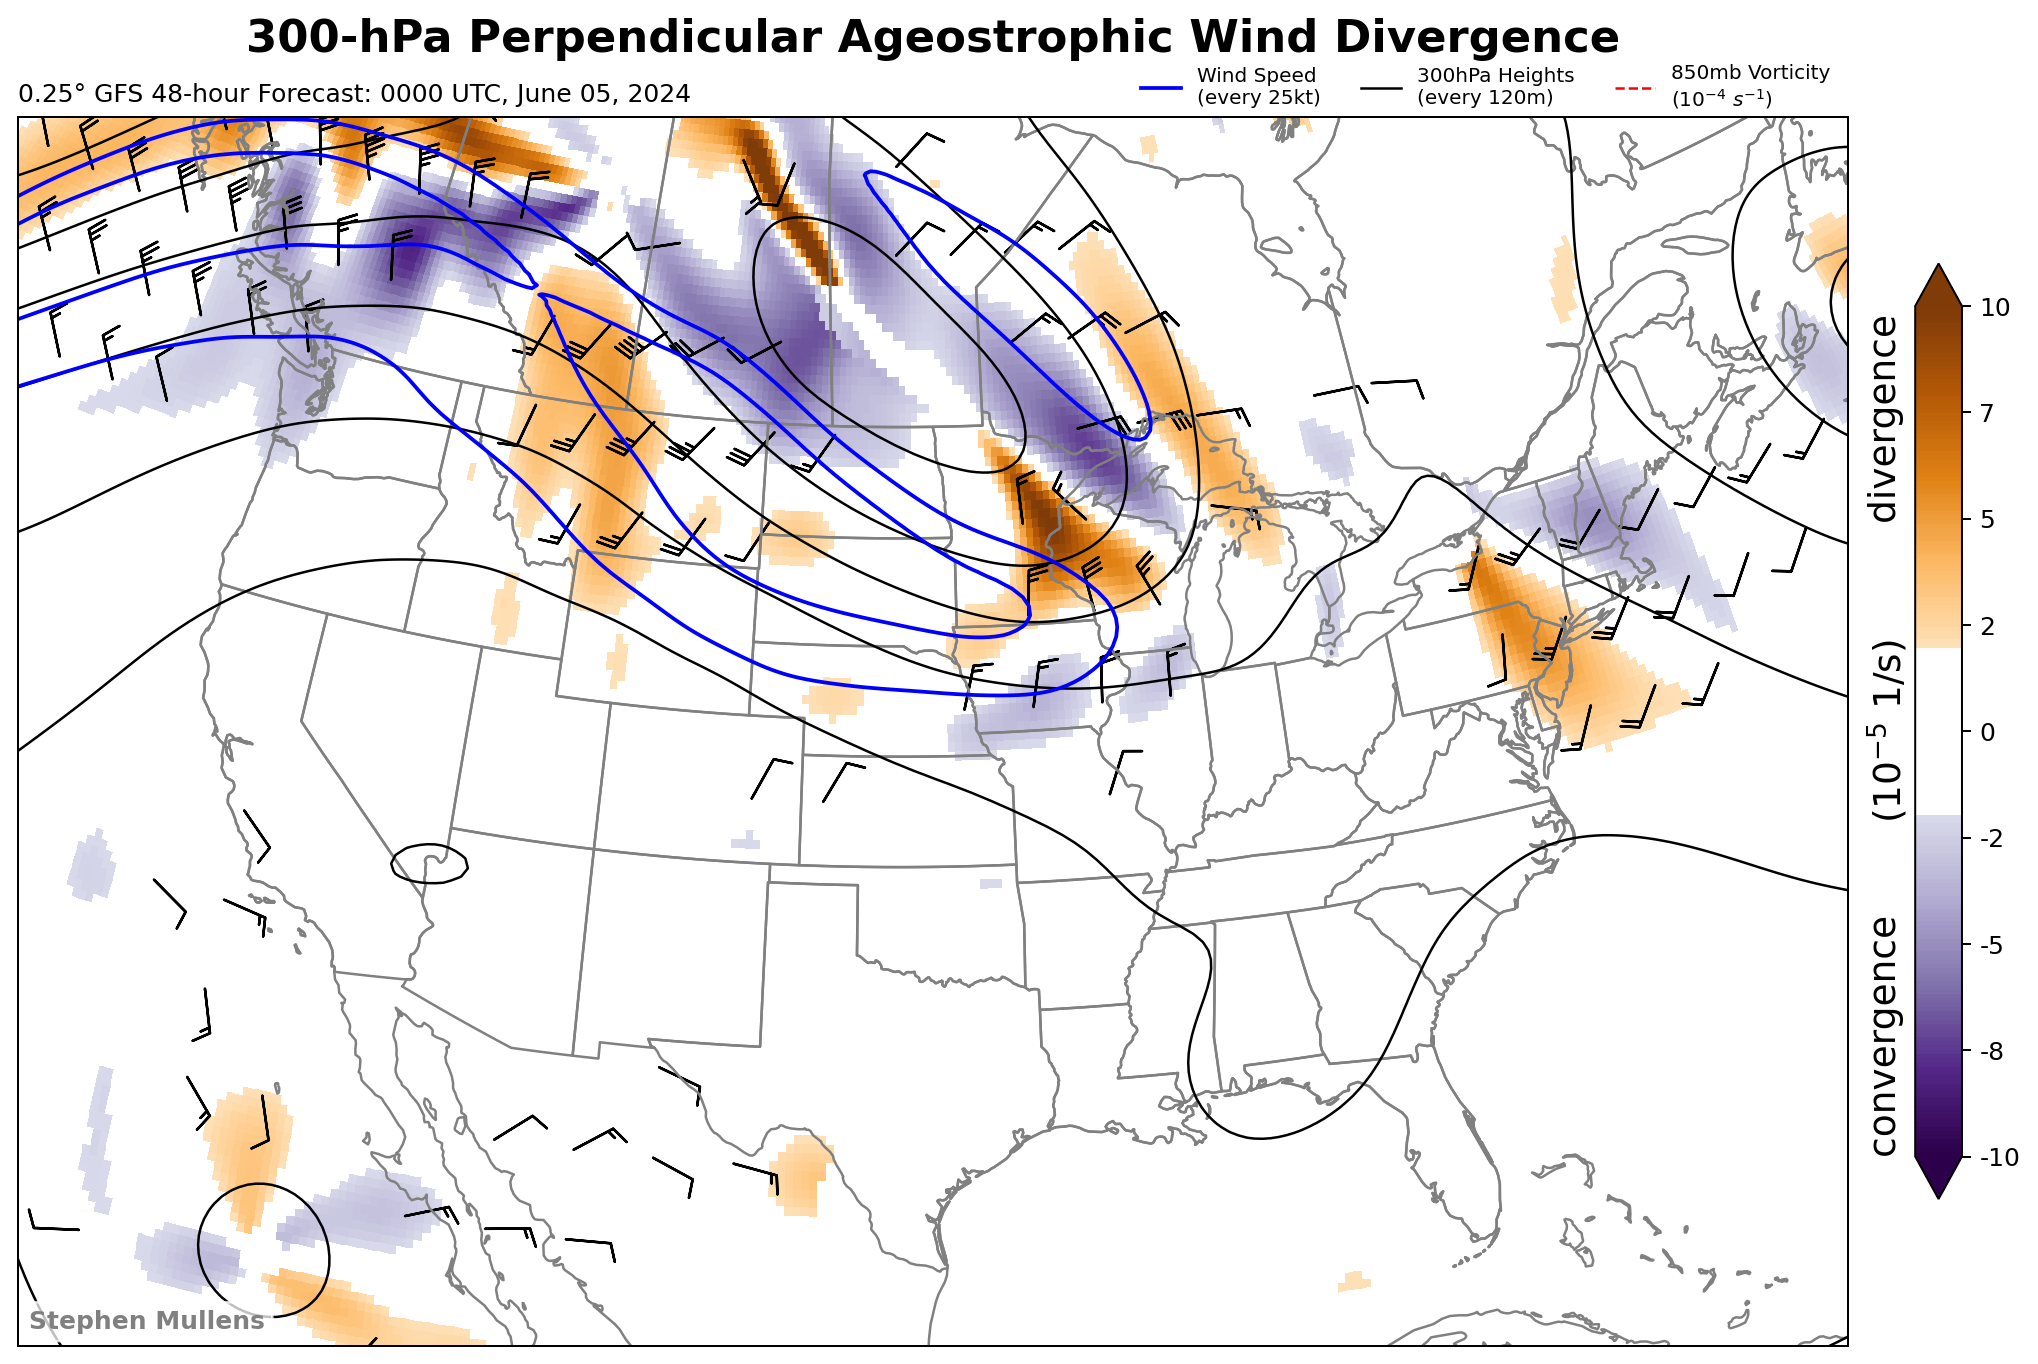 300-hPa Perpendicular Ageostrophic Wind Divergence
0.25° GFS 48-hour Forecast: 0000 UTC, June 05, 2024
Wind Speed
(every 25kt)
300hPa Heights
(every 120m)
850mb Vorticity
(10⁻⁴ s⁻¹)
10
7
5
2
0
-2
-5
-8
-10
convergence (10⁻⁵ 1/s) divergence
Stephen Mullens